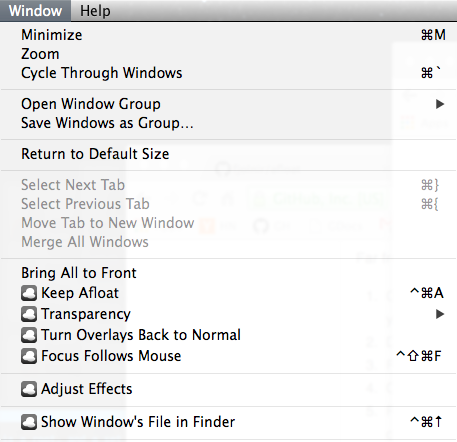 Window Help
Minimize ⌘M
Zoom
Cycle Through Windows ⌘`
Open Window Group ▶
Save Windows as Group...
Return to Default Size
Select Next Tab ⌘}
Select Previous Tab ⌘{
Move Tab to New Window
Merge All Windows
Bring All to Front
Keep Afloat ^⌘A
Transparency ▶
Turn Overlays Back to Normal
Focus Follows Mouse ^⇧⌘F
Adjust Effects
Show Window's File in Finder ^⌘↑